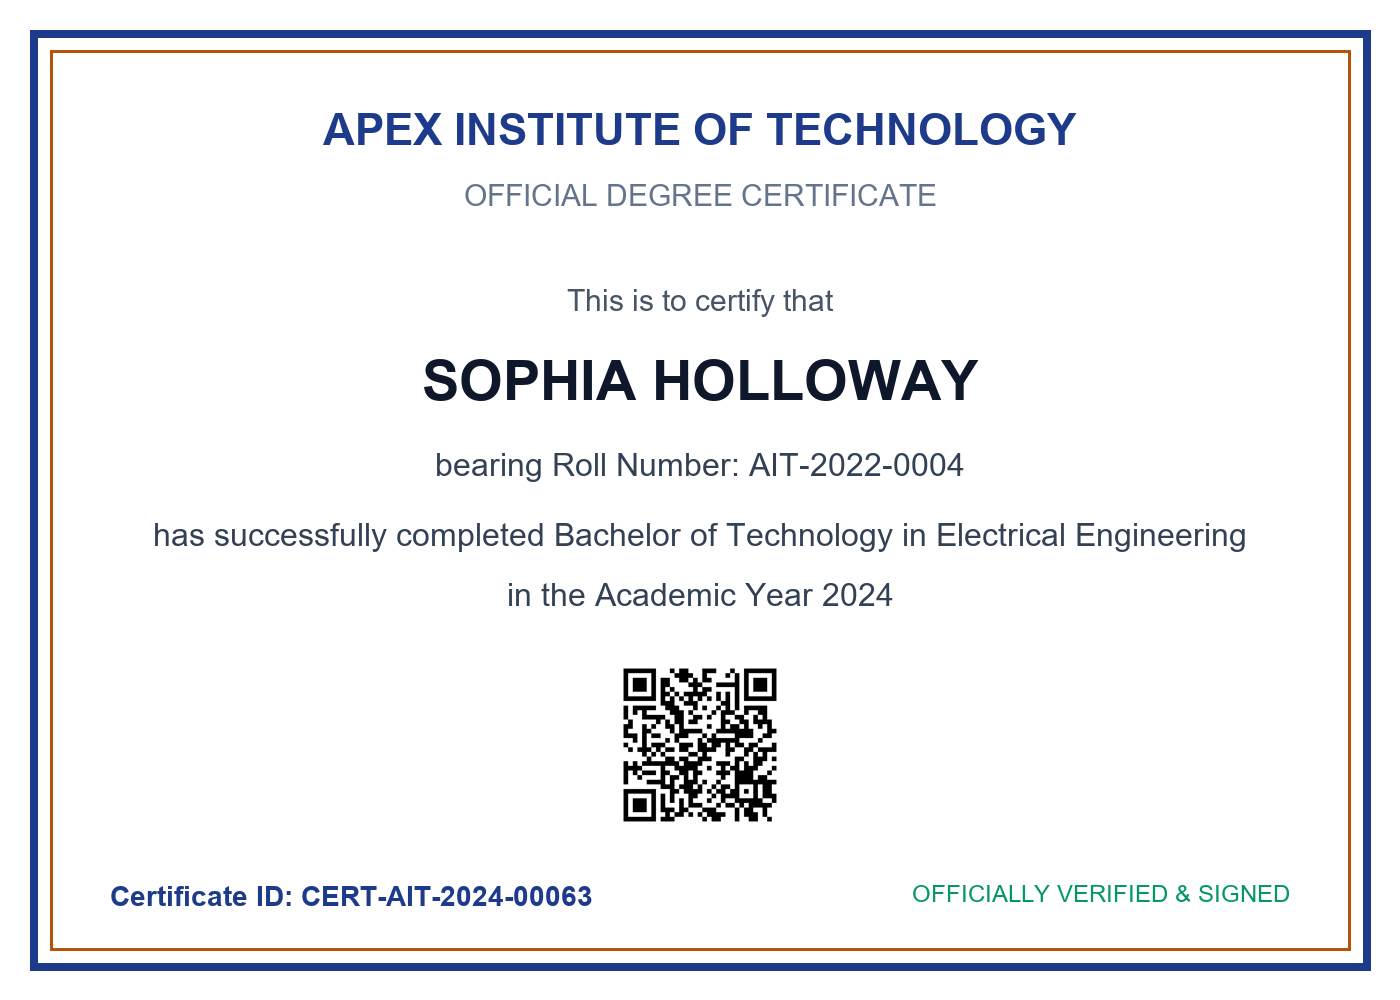 APEX INSTITUTE OF TECHNOLOGY
OFFICIAL DEGREE CERTIFICATE
This is to certify that
SOPHIA HOLLOWAY
bearing Roll Number: AIT-2022-0004
has successfully completed Bachelor of Technology in Electrical Engineering
in the Academic Year 2024
Certificate ID: CERT-AIT-2024-00063
OFFICIALLY VERIFIED & SIGNED